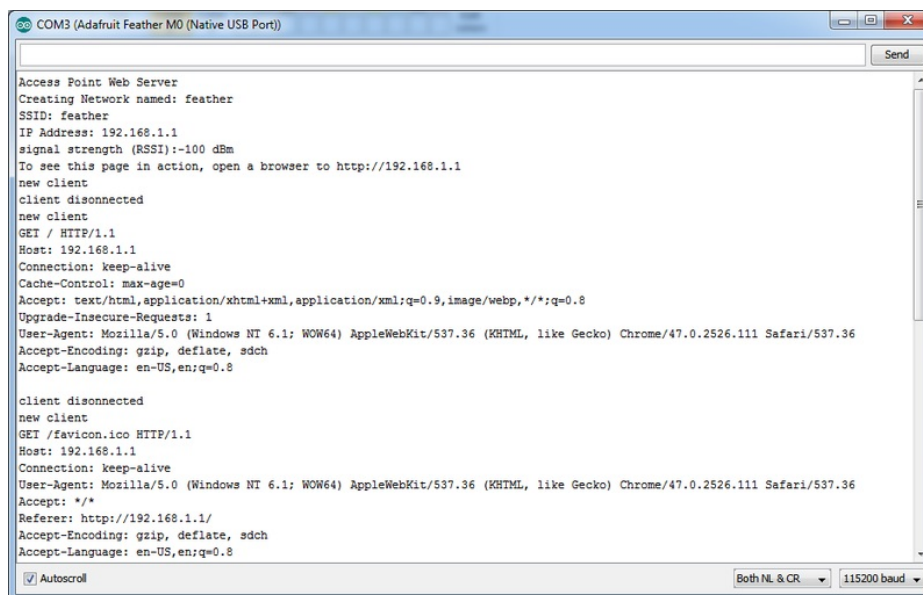 COM3 (Adafruit Feather M0 (Native USB Port))
Send
Access Point Web Server
Creating Network named: feather
SSID: feather
IP Address: 192.168.1.1
signal strength (RSSI):-100 dBm
To see this page in action, open a browser to http://192.168.1.1
new client
client disonnected
new client
GET / HTTP/1.1
Host: 192.168.1.1
Connection: keep-alive
Cache-Control: max-age=0
Accept: text/html,application/xhtml+xml,application/xml;q=0.9,image/webp,*/*;q=0.8
Upgrade-Insecure-Requests: 1
User-Agent: Mozilla/5.0 (Windows NT 6.1; WOW64) AppleWebKit/537.36 (KHTML, like Gecko) Chrome/47.0.2526.111 Safari/537.36
Accept-Encoding: gzip, deflate, sdch
Accept-Language: en-US,en;q=0.8
client disonnected
new client
GET /favicon.ico HTTP/1.1
Host: 192.168.1.1
Connection: keep-alive
User-Agent: Mozilla/5.0 (Windows NT 6.1; WOW64) AppleWebKit/537.36 (KHTML, like Gecko) Chrome/47.0.2526.111 Safari/537.36
Accept: */*
Referer: http://192.168.1.1/
Accept-Encoding: gzip, deflate, sdch
Accept-Language: en-US,en;q=0.8
Autoscroll
Both NL & CR
115200 baud